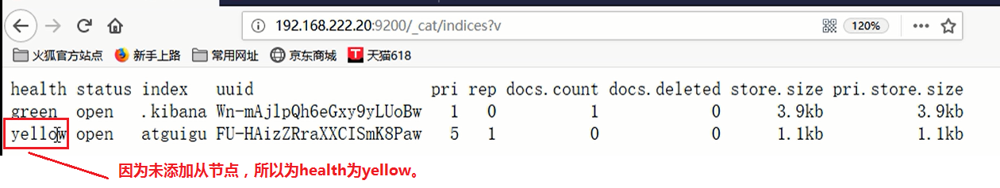 192.168.222.20:9200/_cat/indices?v 120%
火狐官方站点 新手上路 常用网址 京东商城 天猫618
health status index uuid pri rep docs.count docs.deleted store.size pri.store.size
green open .kibana Wn-mAjlpQh6eGxy9yLUoBw 1 0 1 0 3.9kb 3.9kb
yellow open atguigu FU-HAizZRraXXCISmK8Paw 5 1 0 0 1.1kb 1.1kb
因为未添加从节点，所以为health为yellow。